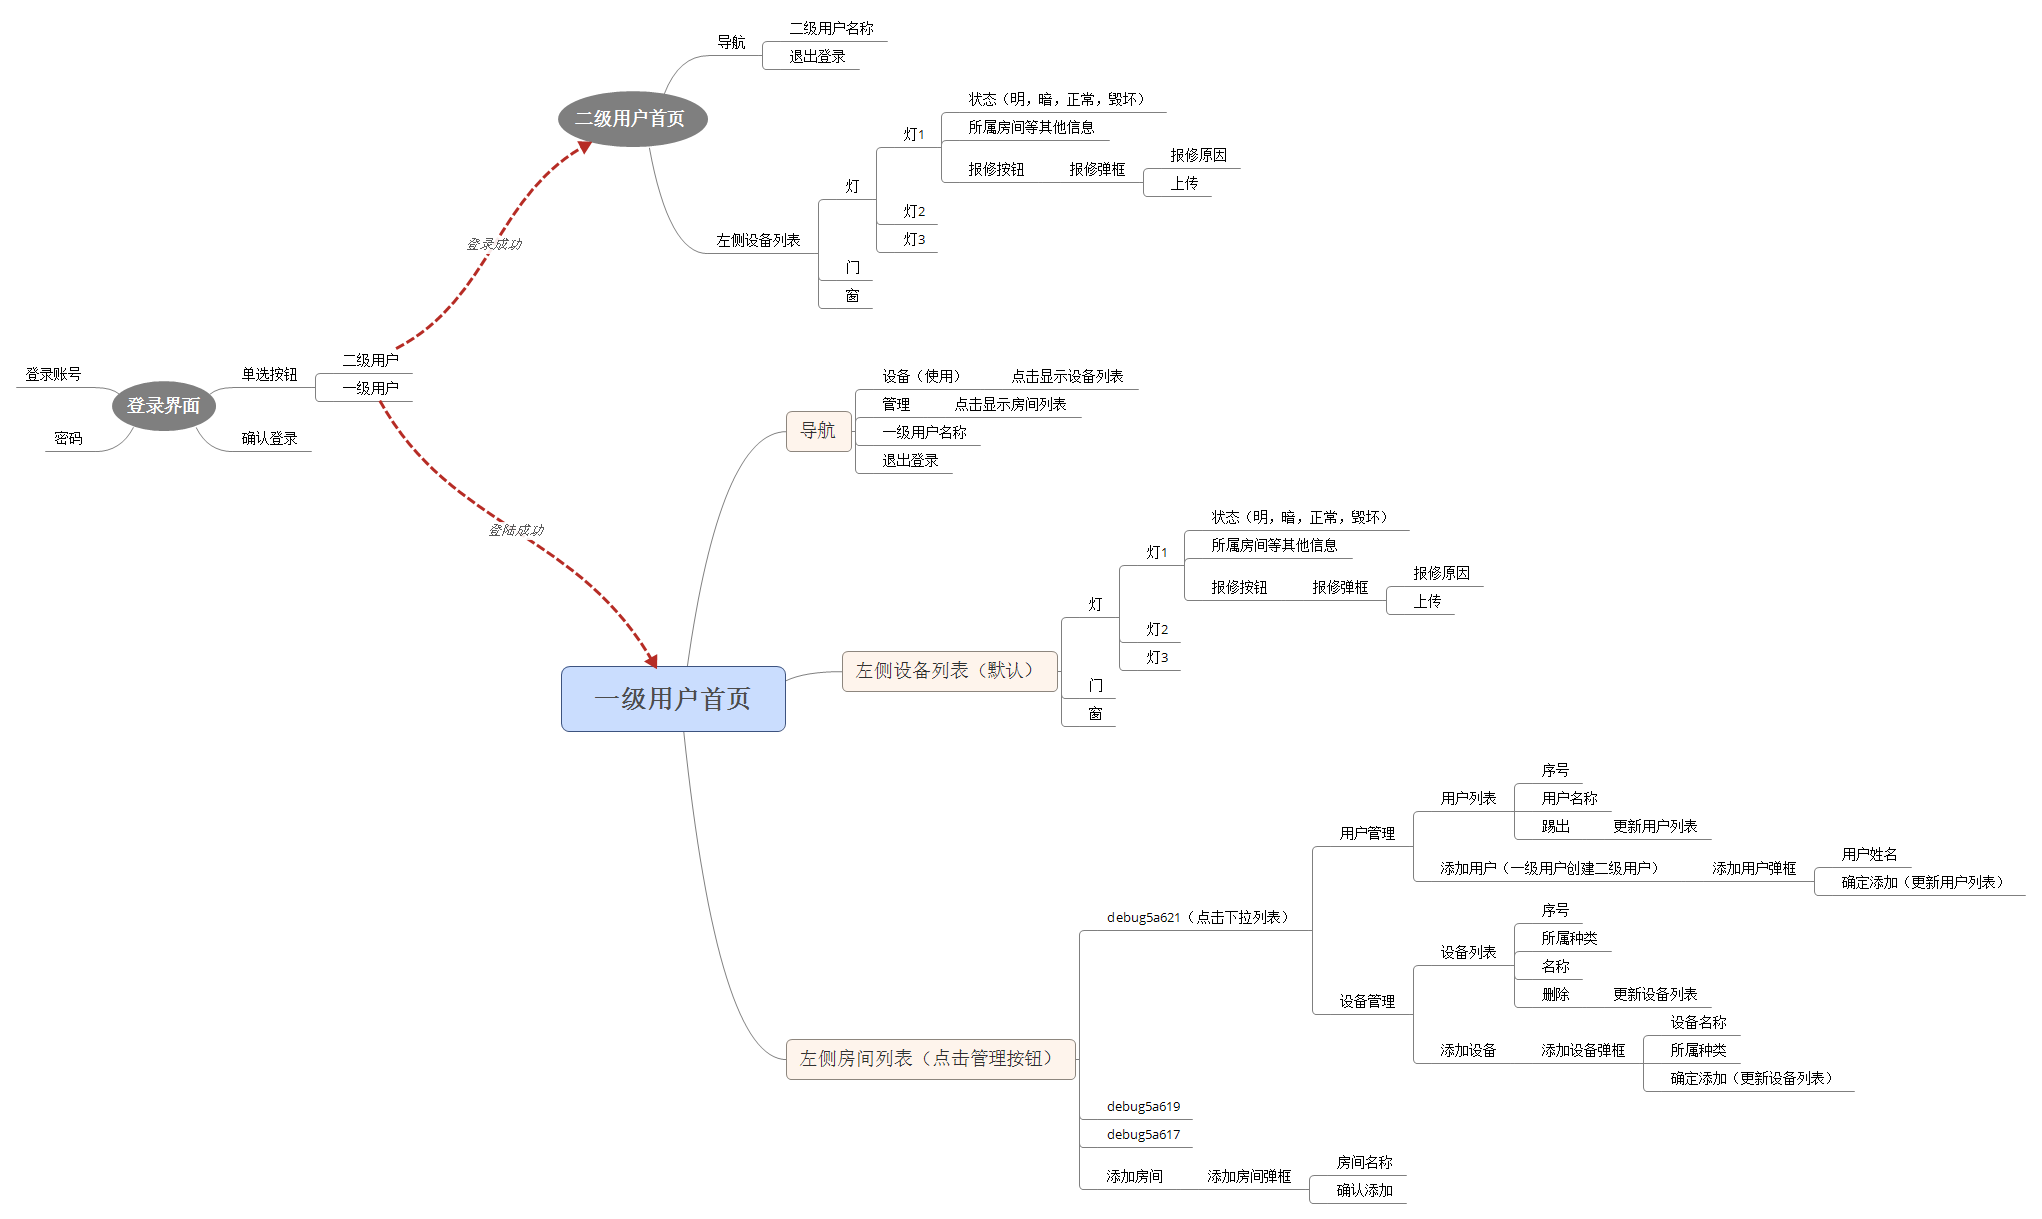 二级用户名称
导航
退出登录
二级用户首页
状态（明，暗，正常，毁坏）
灯1
所属房间等其他信息
报修原因
报修按钮
报修弹框
上传
灯
灯2
灯3
左侧设备列表
门
窗
登录成功
二级用户
登录账号
单选按钮
一级用户
登录界面
密码
确认登录
登陆成功
设备（使用）
点击显示设备列表
管理
点击显示房间列表
导航
一级用户名称
退出登录
状态（明，暗，正常，毁坏）
灯1
所属房间等其他信息
报修原因
报修按钮
报修弹框
上传
灯
灯2
灯3
左侧设备列表（默认）
门
窗
一级用户首页
序号
用户列表
用户名称
踢出
更新用户列表
用户管理
用户姓名
添加用户（一级用户创建二级用户）
添加用户弹框
确定添加（更新用户列表）
debug5a621（点击下拉列表）
序号
所属种类
设备列表
名称
删除
更新设备列表
设备管理
设备名称
添加设备
添加设备弹框
所属种类
确定添加（更新设备列表）
左侧房间列表（点击管理按钮）
debug5a619
debug5a617
房间名称
添加房间
添加房间弹框
确认添加